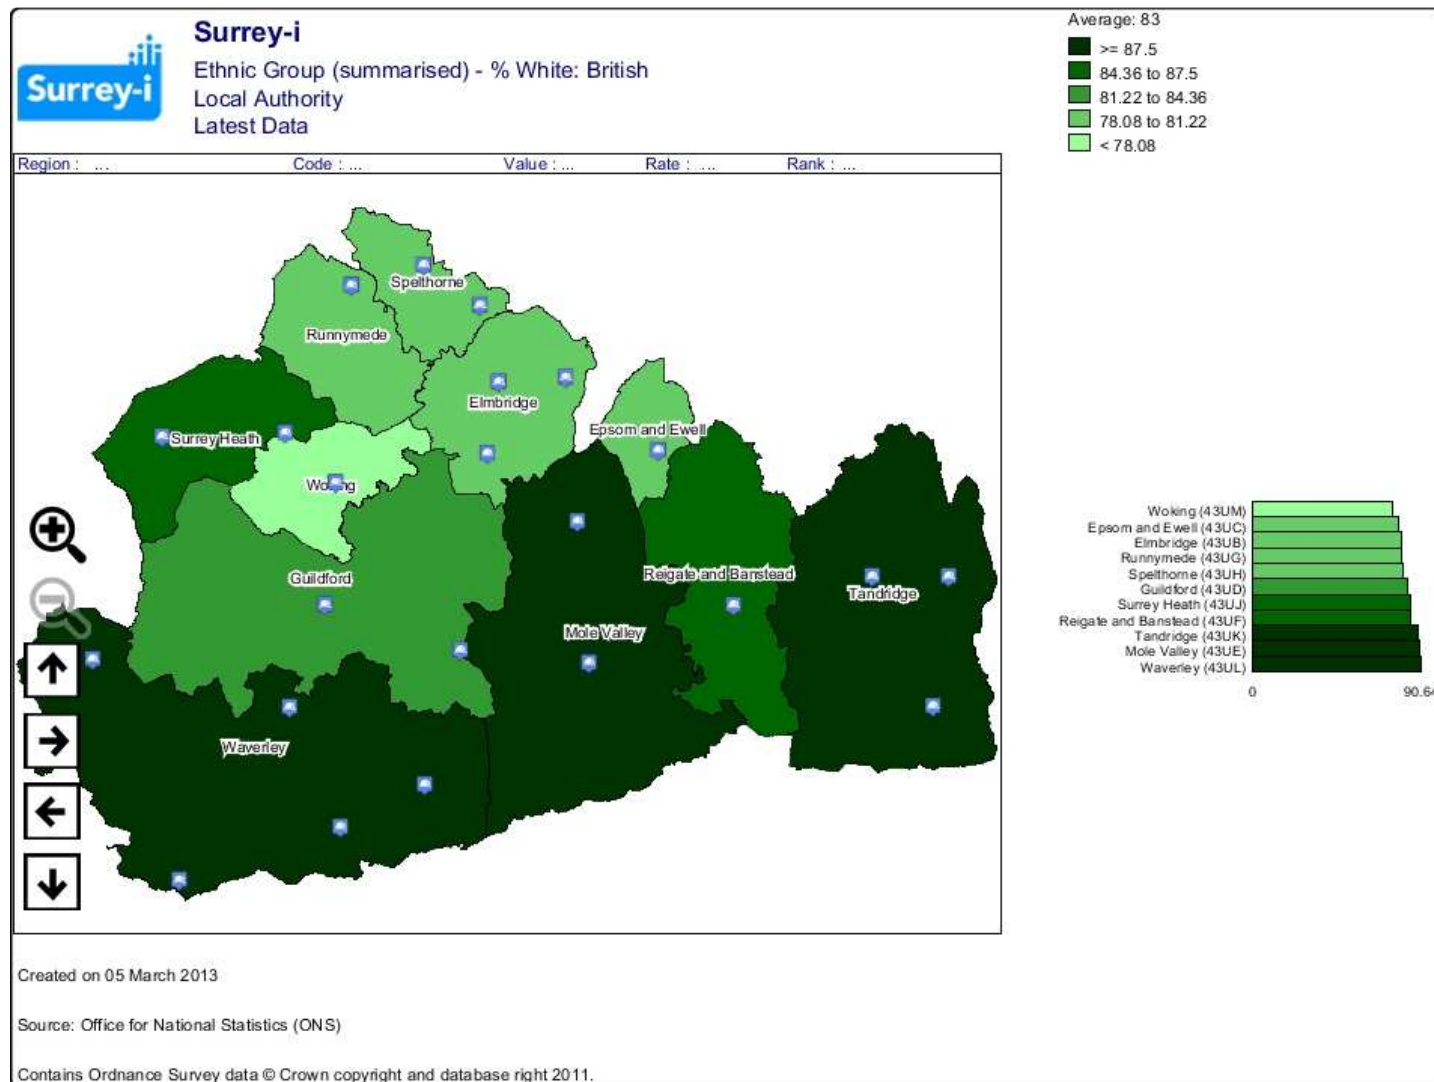 Surrey-i
Surrey-i
Ethnic Group (summarised) - % White: British
Local Authority
Latest Data
Average: 83
>= 87.5
84.36 to 87.5
81.22 to 84.36
78.08 to 81.22
< 78.08
Region : ... Code : ... Value : ... Rate : ... Rank : ...
Spelthorne
Runnymede
Elmbridge
Epsom and Ewell
Surrey Heath
Woking
Guildford
Reigate and Banstead
Tandridge
Mole Valley
Waverley
Woking (43UM)
Epsom and Ewell (43UC)
Elmbridge (43UB)
Runnymede (43UG)
Spelthorne (43UH)
Guildford (43UD)
Surrey Heath (43UJ)
Reigate and Banstead (43UF)
Tandridge (43UK)
Mole Valley (43UE)
Waverley (43UL)
0 90.64
Created on 05 March 2013
Source: Office for National Statistics (ONS)
Contains Ordnance Survey data © Crown copyright and database right 2011.